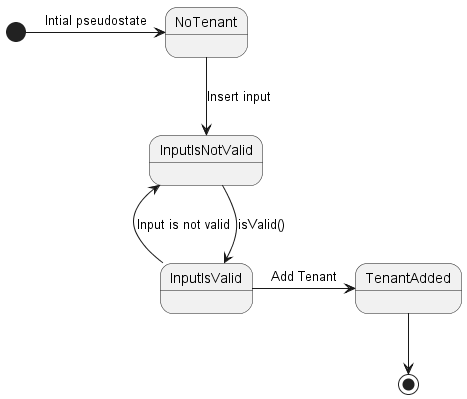 Intial pseudostate
NoTenant
Insert input
InputIsNotValid
Input is not valid
isValid()
InputIsValid
Add Tenant
TenantAdded